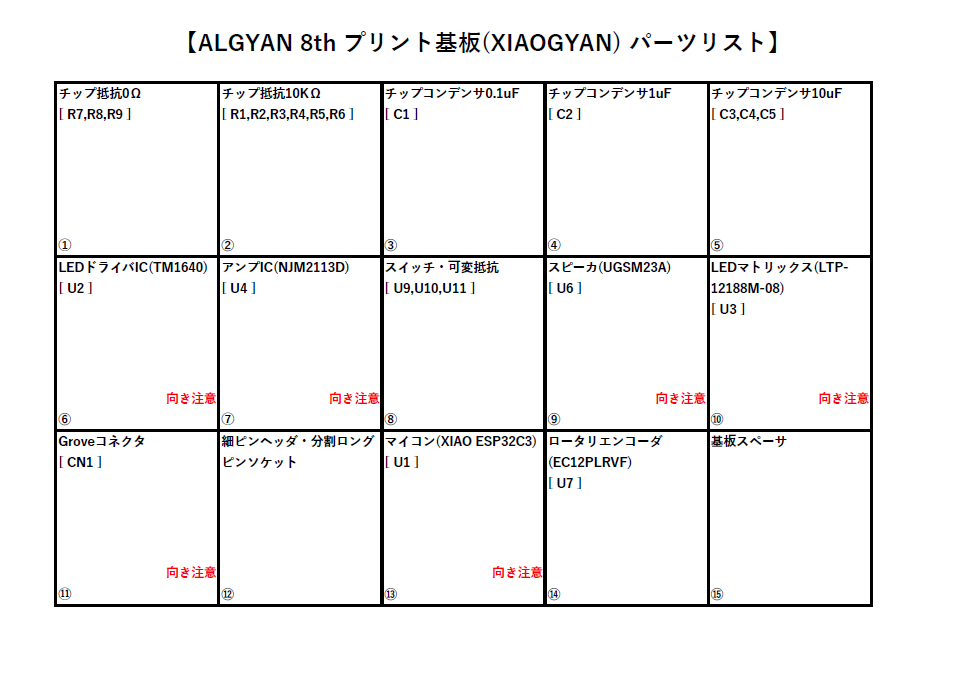 【ALGYAN 8th プリント基板(XIAOGYAN) パーツリスト】
チップ抵抗0Ω
[ R7,R8,R9 ]
①
チップ抵抗10KΩ
[ R1,R2,R3,R4,R5,R6 ]
②
チップコンデンサ0.1uF
[ C1 ]
③
チップコンデンサ1uF
[ C2 ]
④
チップコンデンサ10uF
[ C3,C4,C5 ]
⑤
LEDドライバIC(TM1640)
[ U2 ]
向き注意
⑥
アンプIC(NJM2113D)
[ U4 ]
向き注意
⑦
スイッチ・可変抵抗
[ U9,U10,U11 ]
⑧
スピーカ(UGSM23A)
[ U6 ]
向き注意
⑨
LEDマトリックス(LTP-
12188M-08)
[ U3 ]
向き注意
⑩
Groveコネクタ
[ CN1 ]
向き注意
⑪
細ピンヘッダ・分割ロング
ピンソケット
⑫
マイコン(XIAO ESP32C3)
[ U1 ]
向き注意
⑬
ロータリエンコーダ
(EC12PLRVF)
[ U7 ]
⑭
基板スペーサ
⑮